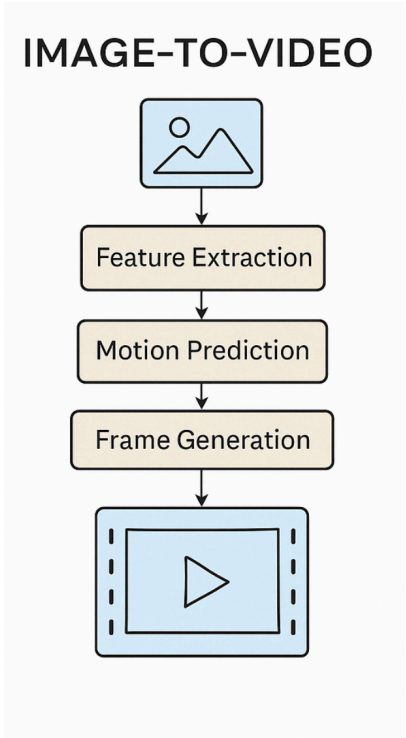 IMAGE-TO-VIDEO
Feature Extraction
Motion Prediction
Frame Generation